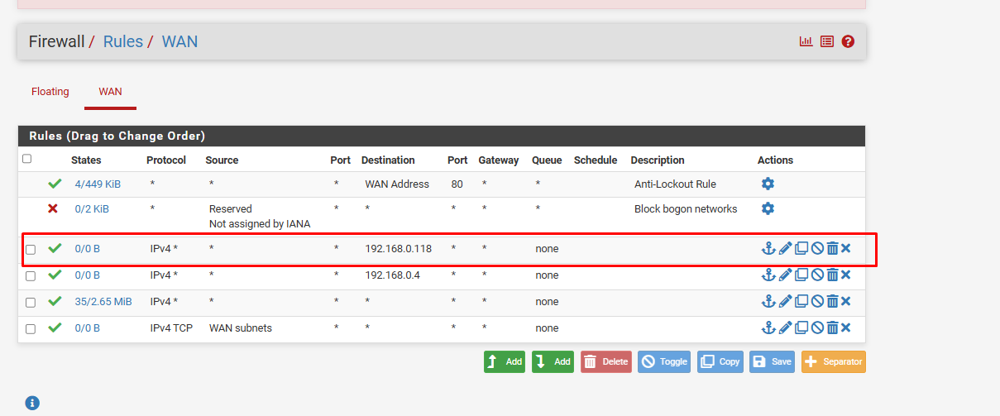 Firewall / Rules / WAN
Floating WAN
Rules (Drag to Change Order)
States Protocol Source Port Destination Port Gateway Queue Schedule Description Actions
4/449 KiB * * * WAN Address 80 * * Anti-Lockout Rule
0/2 KiB * Reserved * * * * * Block bogon networks
Not assigned by IANA
0/0 B IPv4 * * * 192.168.0.118 * * none
0/0 B IPv4 * * * 192.168.0.4 * * none
35/2.65 MiB IPv4 * * * * * * none
0/0 B IPv4 TCP WAN subnets * * * * none
Add Add Delete Toggle Copy Save Separator